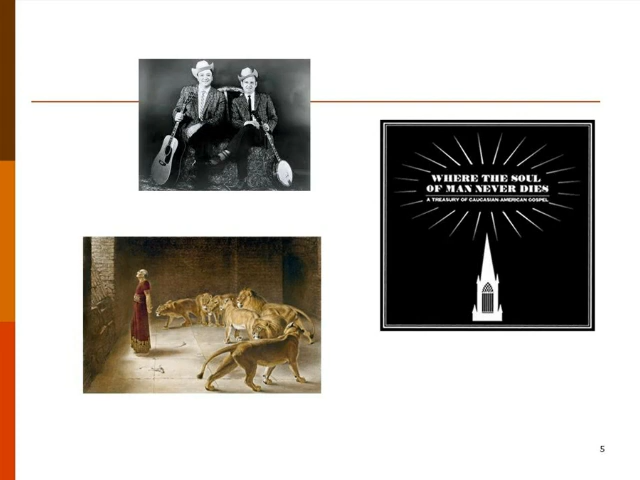 WHERE THE SOUL
OF MAN NEVER DIES
A TREASURY OF CAUCASIAN-AMERICAN GOSPEL
5